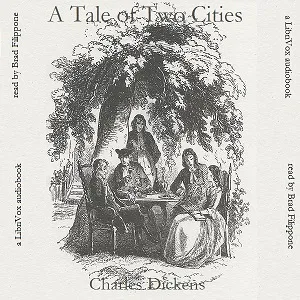 A Tale of Two Cities
read by Brad Filippone
a LibriVox audiobook
a LibriVox audiobook
read by Brad Filippone
Charles Dickens